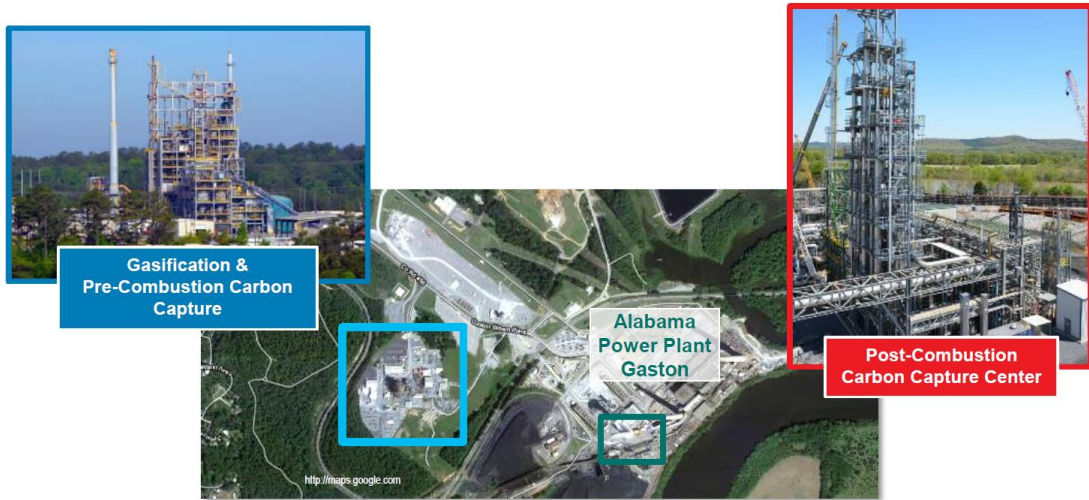 Gasification &
Pre-Combustion Carbon
Capture
Alabama
Power Plant
Gaston
Post-Combustion
Carbon Capture Center
http://maps.google.com